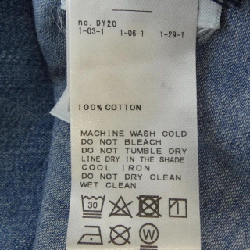 no. DY20
1-03-1 1-06 1 1-29-1
100%COTTON
MACHINE WASH COLD
DO NOT BLEACH
DO NOT TUMBLE DRY
LINE DRY IN THE SHADE
COOL IRON
DO NOT DRY CLEAN
WET CLEAN
30
W